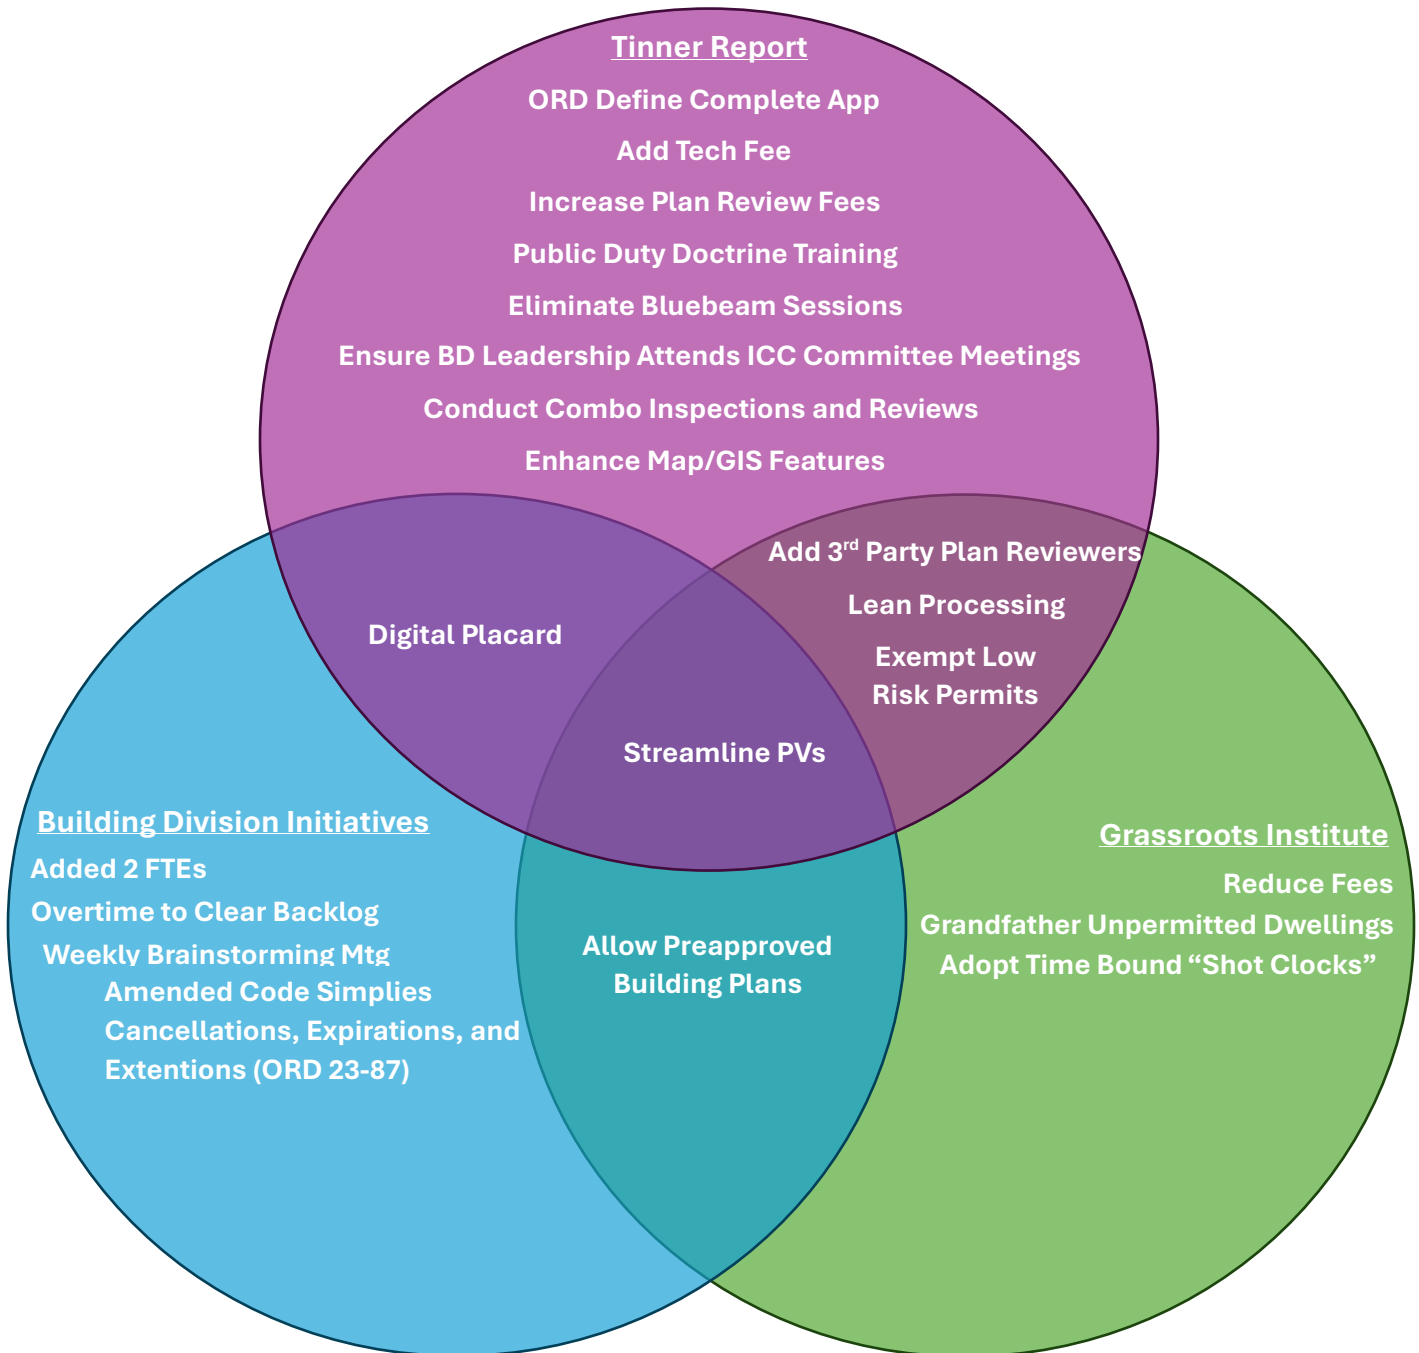 Tinner Report
ORD Define Complete App
Add Tech Fee
Increase Plan Review Fees
Public Duty Doctrine Training
Eliminate Bluebeam Sessions
Ensure BD Leadership Attends ICC Committee Meetings
Conduct Combo Inspections and Reviews
Enhance Map/GIS Features
Add 3rd Party Plan Reviewers
Lean Processing
Exempt Low
Risk Permits
Digital Placard
Streamline PVs
Building Division Initiatives
Added 2 FTEs
Overtime to Clear Backlog
Weekly Brainstorming Mtg
Amended Code Simplies
Cancellations, Expirations, and
Extentions (ORD 23-87)
Allow Preapproved
Building Plans
Grassroots Institute
Reduce Fees
Grandfather Unpermitted Dwellings
Adopt Time Bound “Shot Clocks”